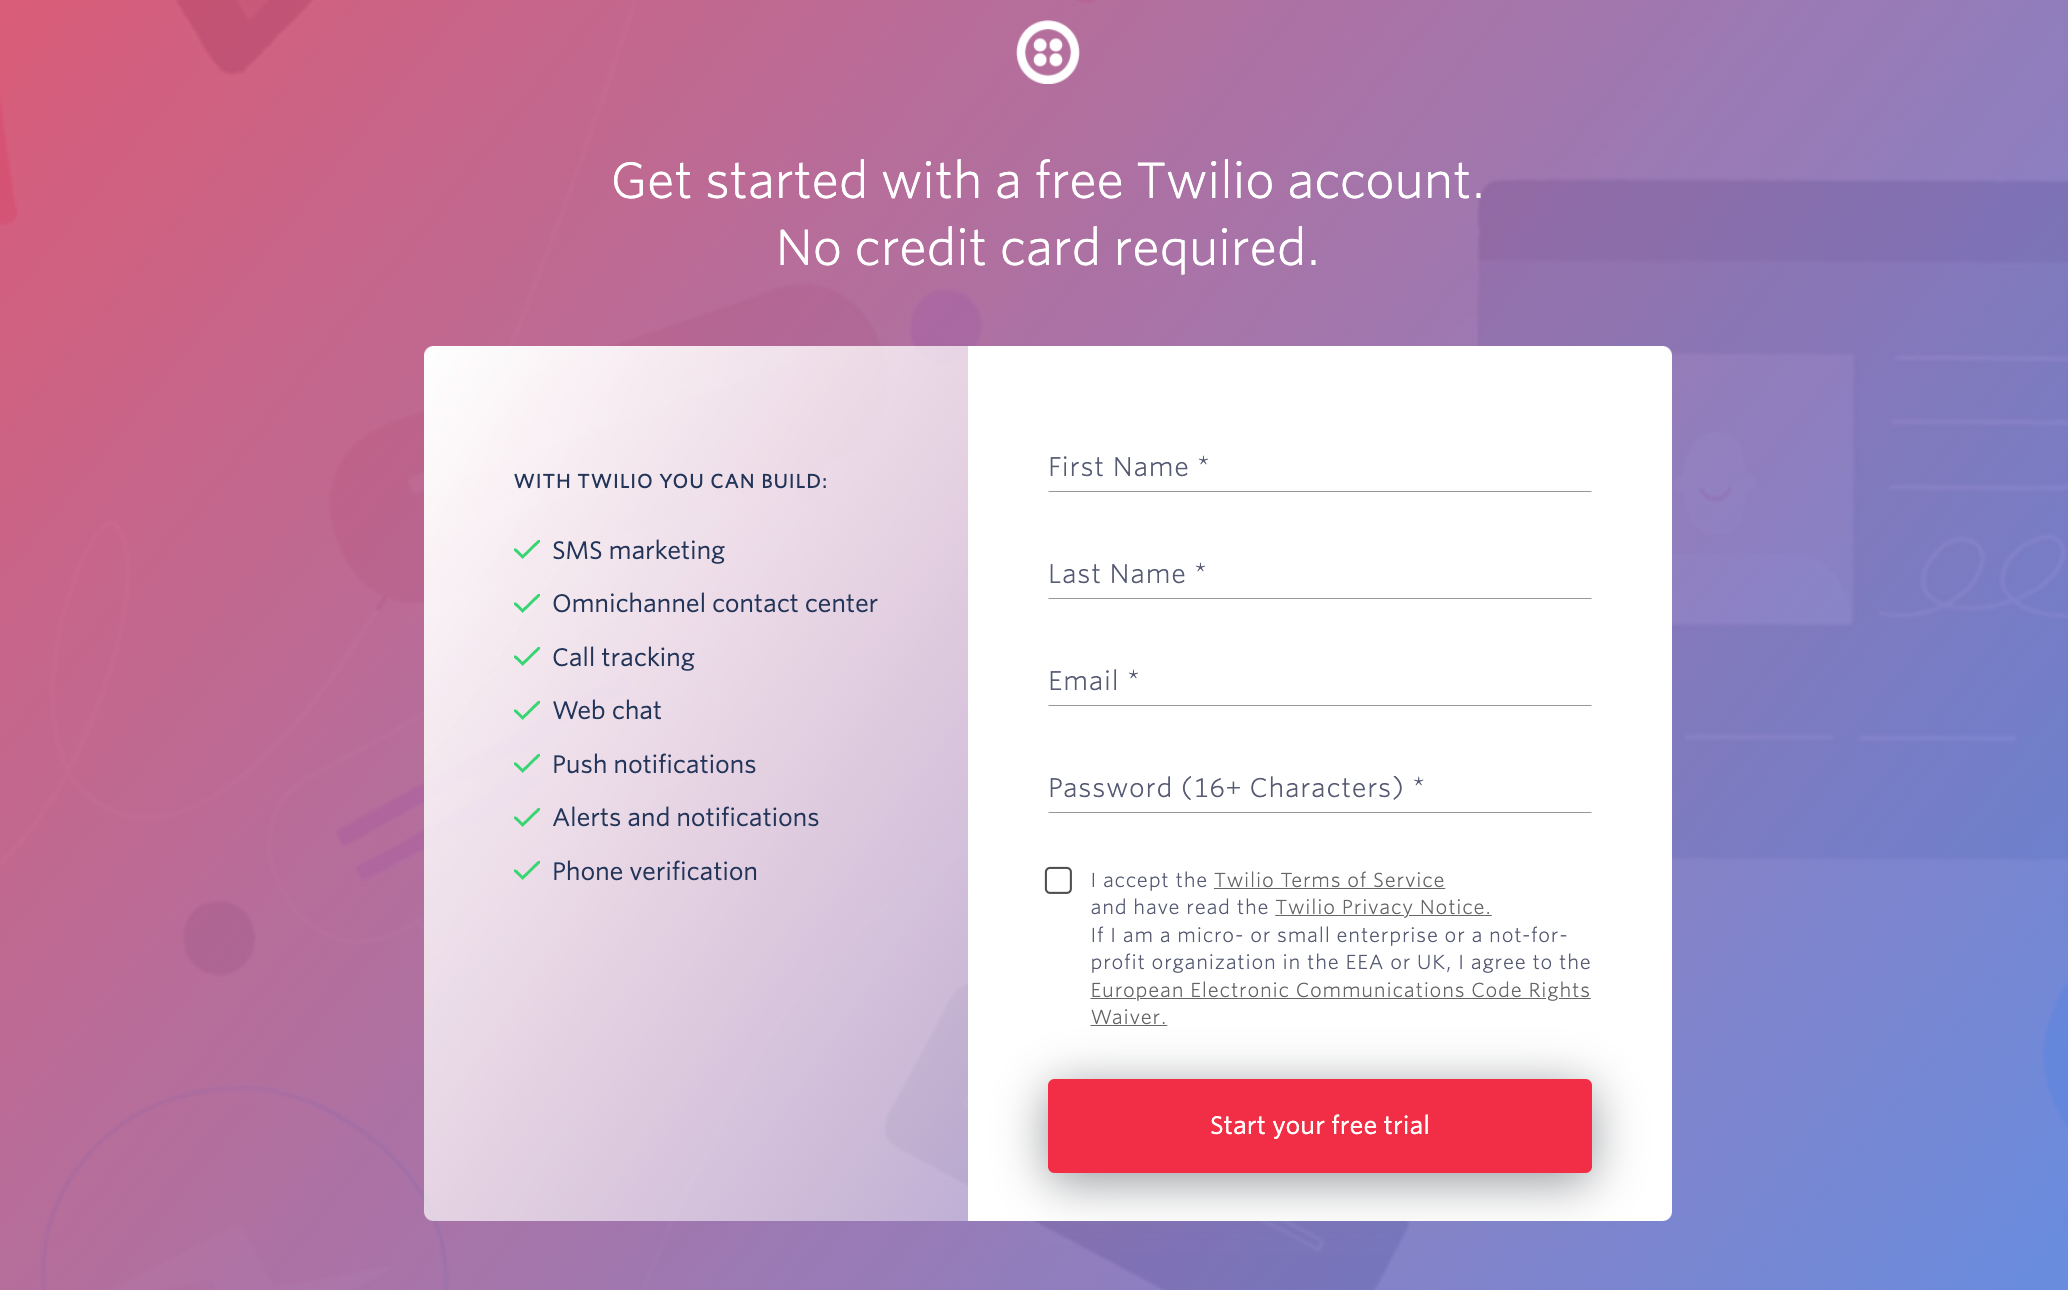 Get started with a free Twilio account.
No credit card required.
WITH TWILIO YOU CAN BUILD:
SMS marketing
Omnichannel contact center
Call tracking
Web chat
Push notifications
Alerts and notifications
Phone verification
First Name *
Last Name *
Email *
Password (16+ Characters) *
I accept the Twilio Terms of Service
and have read the Twilio Privacy Notice.
If I am a micro- or small enterprise or a not-for-
profit organization in the EEA or UK, I agree to the
European Electronic Communications Code Rights
Waiver.
Start your free trial